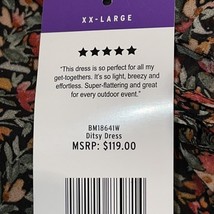 XX-LARGE
★★★★★
"This dress is so perfect for all my
get-togethers. It's so light, breezy and
effortless. Super-flattering and great
for every outdoor event."
BM18641W
Ditsy Dress
MSRP: $119.00